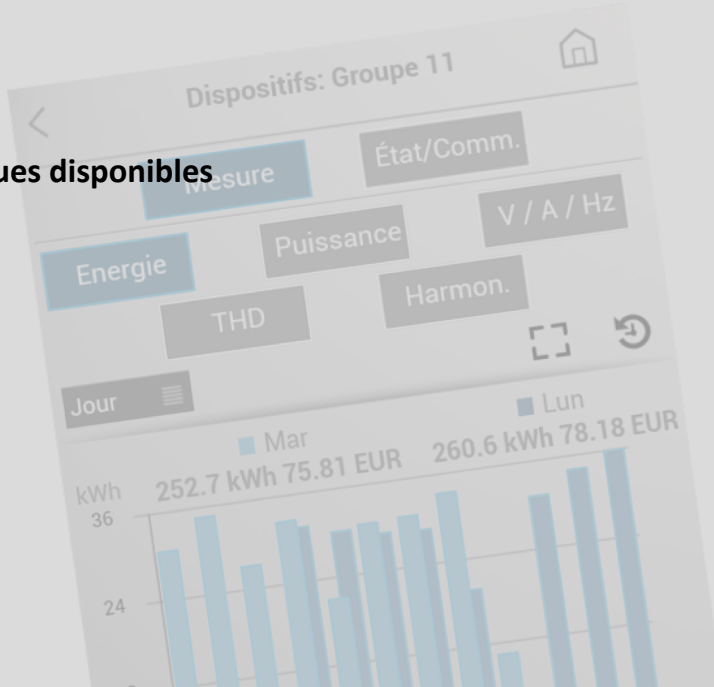 Dispositifs: Groupe 11
ues disponibles
Mesure
État/Comm.
Energie
Puissance
V / A / Hz
THD
Harmon.
Jour
Mar
Lun
kWh
252.7 kWh 75.81 EUR
260.6 kWh 78.18 EUR
36
24